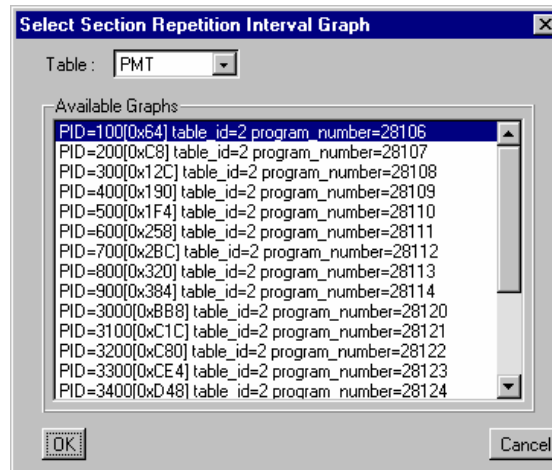 Select Section Repetition Interval Graph
Table : PMT
Available Graphs
PID=100[0x64] table_id=2 program_number=28106
PID=200[0xC8] table_id=2 program_number=28107
PID=300[0x12C] table_id=2 program_number=28108
PID=400[0x190] table_id=2 program_number=28109
PID=500[0x1F4] table_id=2 program_number=28110
PID=600[0x258] table_id=2 program_number=28111
PID=700[0x2BC] table_id=2 program_number=28112
PID=800[0x320] table_id=2 program_number=28113
PID=900[0x384] table_id=2 program_number=28114
PID=3000[0xBB8] table_id=2 program_number=28120
PID=3100[0xC1C] table_id=2 program_number=28121
PID=3200[0xC80] table_id=2 program_number=28122
PID=3300[0xCE4] table_id=2 program_number=28123
PID=3400[0xD48] table_id=2 program_number=28124
OK Cancel